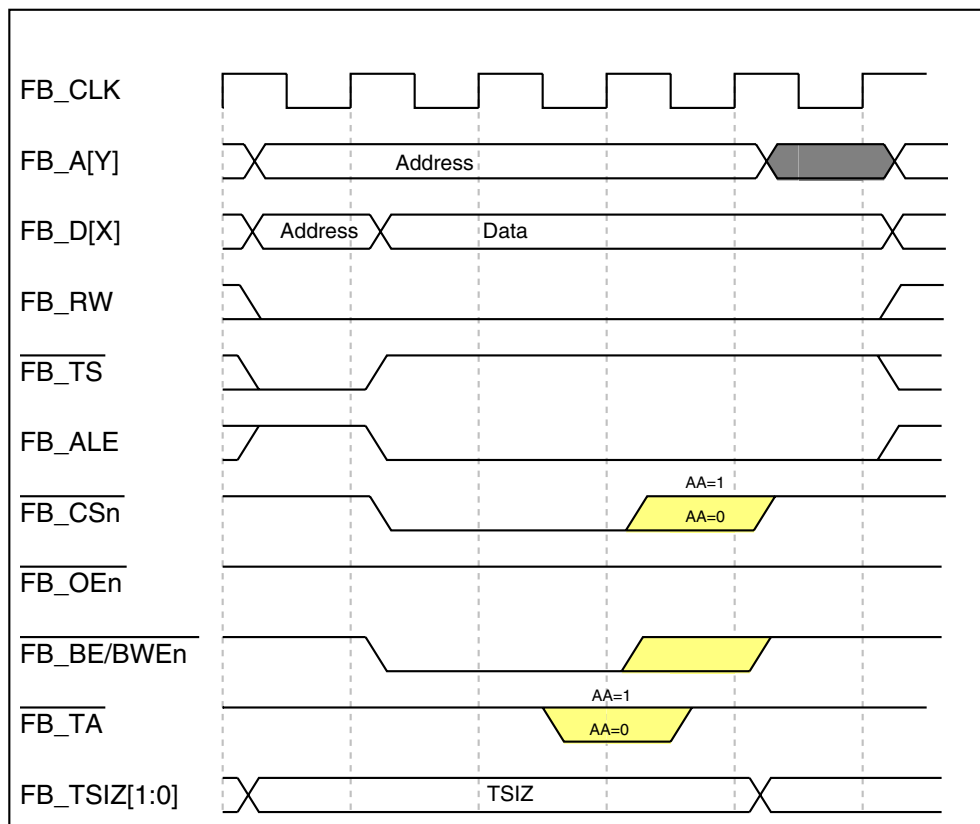 FB_CLK
FB_A[Y] Address
FB_D[X] Address Data
FB_RW
FB_TS
FB_ALE
AA=1
FB_CSn AA=0
FB_OEn
FB_BE/BWEn
AA=1
FB_TA AA=0
FB_TSIZ[1:0] TSIZ